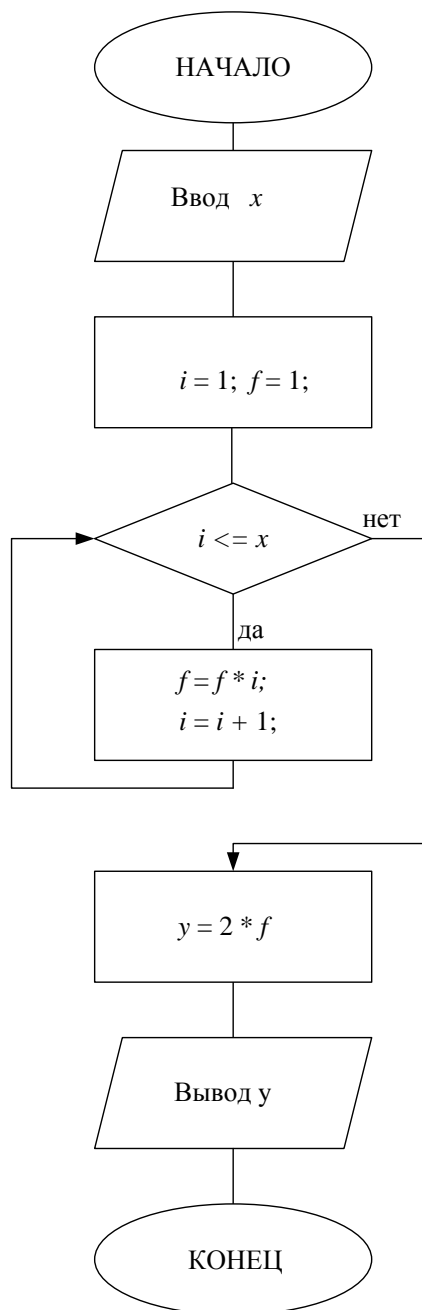 НАЧАЛО
Ввод x
i = 1; f = 1;
i <= x
нет
да
f = f * i;
i = i + 1;
y = 2 * f
Вывод y
КОНЕЦ